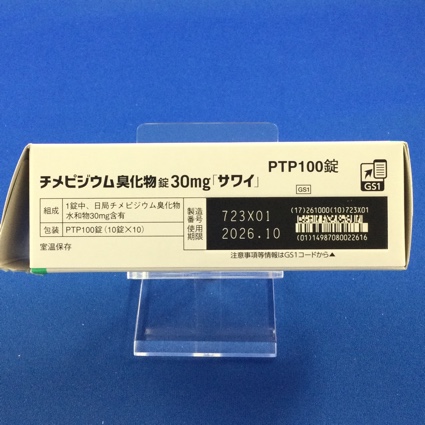 PTP100錠
チメピジウム臭化物錠30mg「サワイ」
GS1
GS1
組成 1錠中、日局チメピジウム臭化物水和物30mg含有
包装 PTP100錠(10錠×10)
室温保存
製造番号 723X01
使用期限 2026.10
(17)261000(10)723X01
(01)14987080022616
注意事項等情報はGS1コードから▲